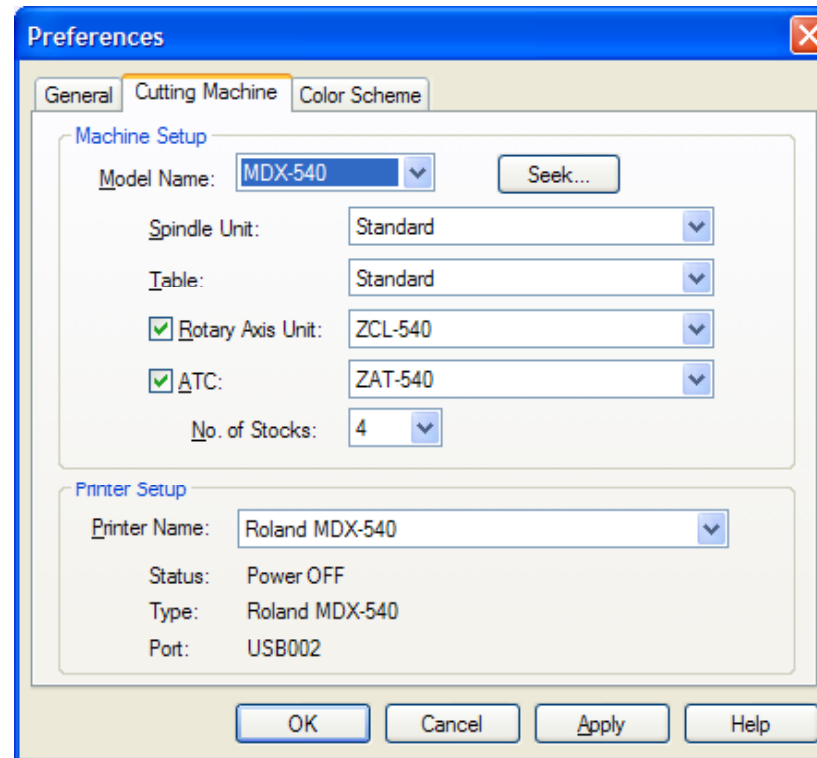 Preferences
General Cutting Machine Color Scheme
Machine Setup
Model Name: MDX-540 Seek...
Spindle Unit: Standard
Table: Standard
Rotary Axis Unit: ZCL-540
ATC: ZAT-540
No. of Stocks: 4
Printer Setup
Printer Name: Roland MDX-540
Status: Power OFF
Type: Roland MDX-540
Port: USB002
OK Cancel Apply Help